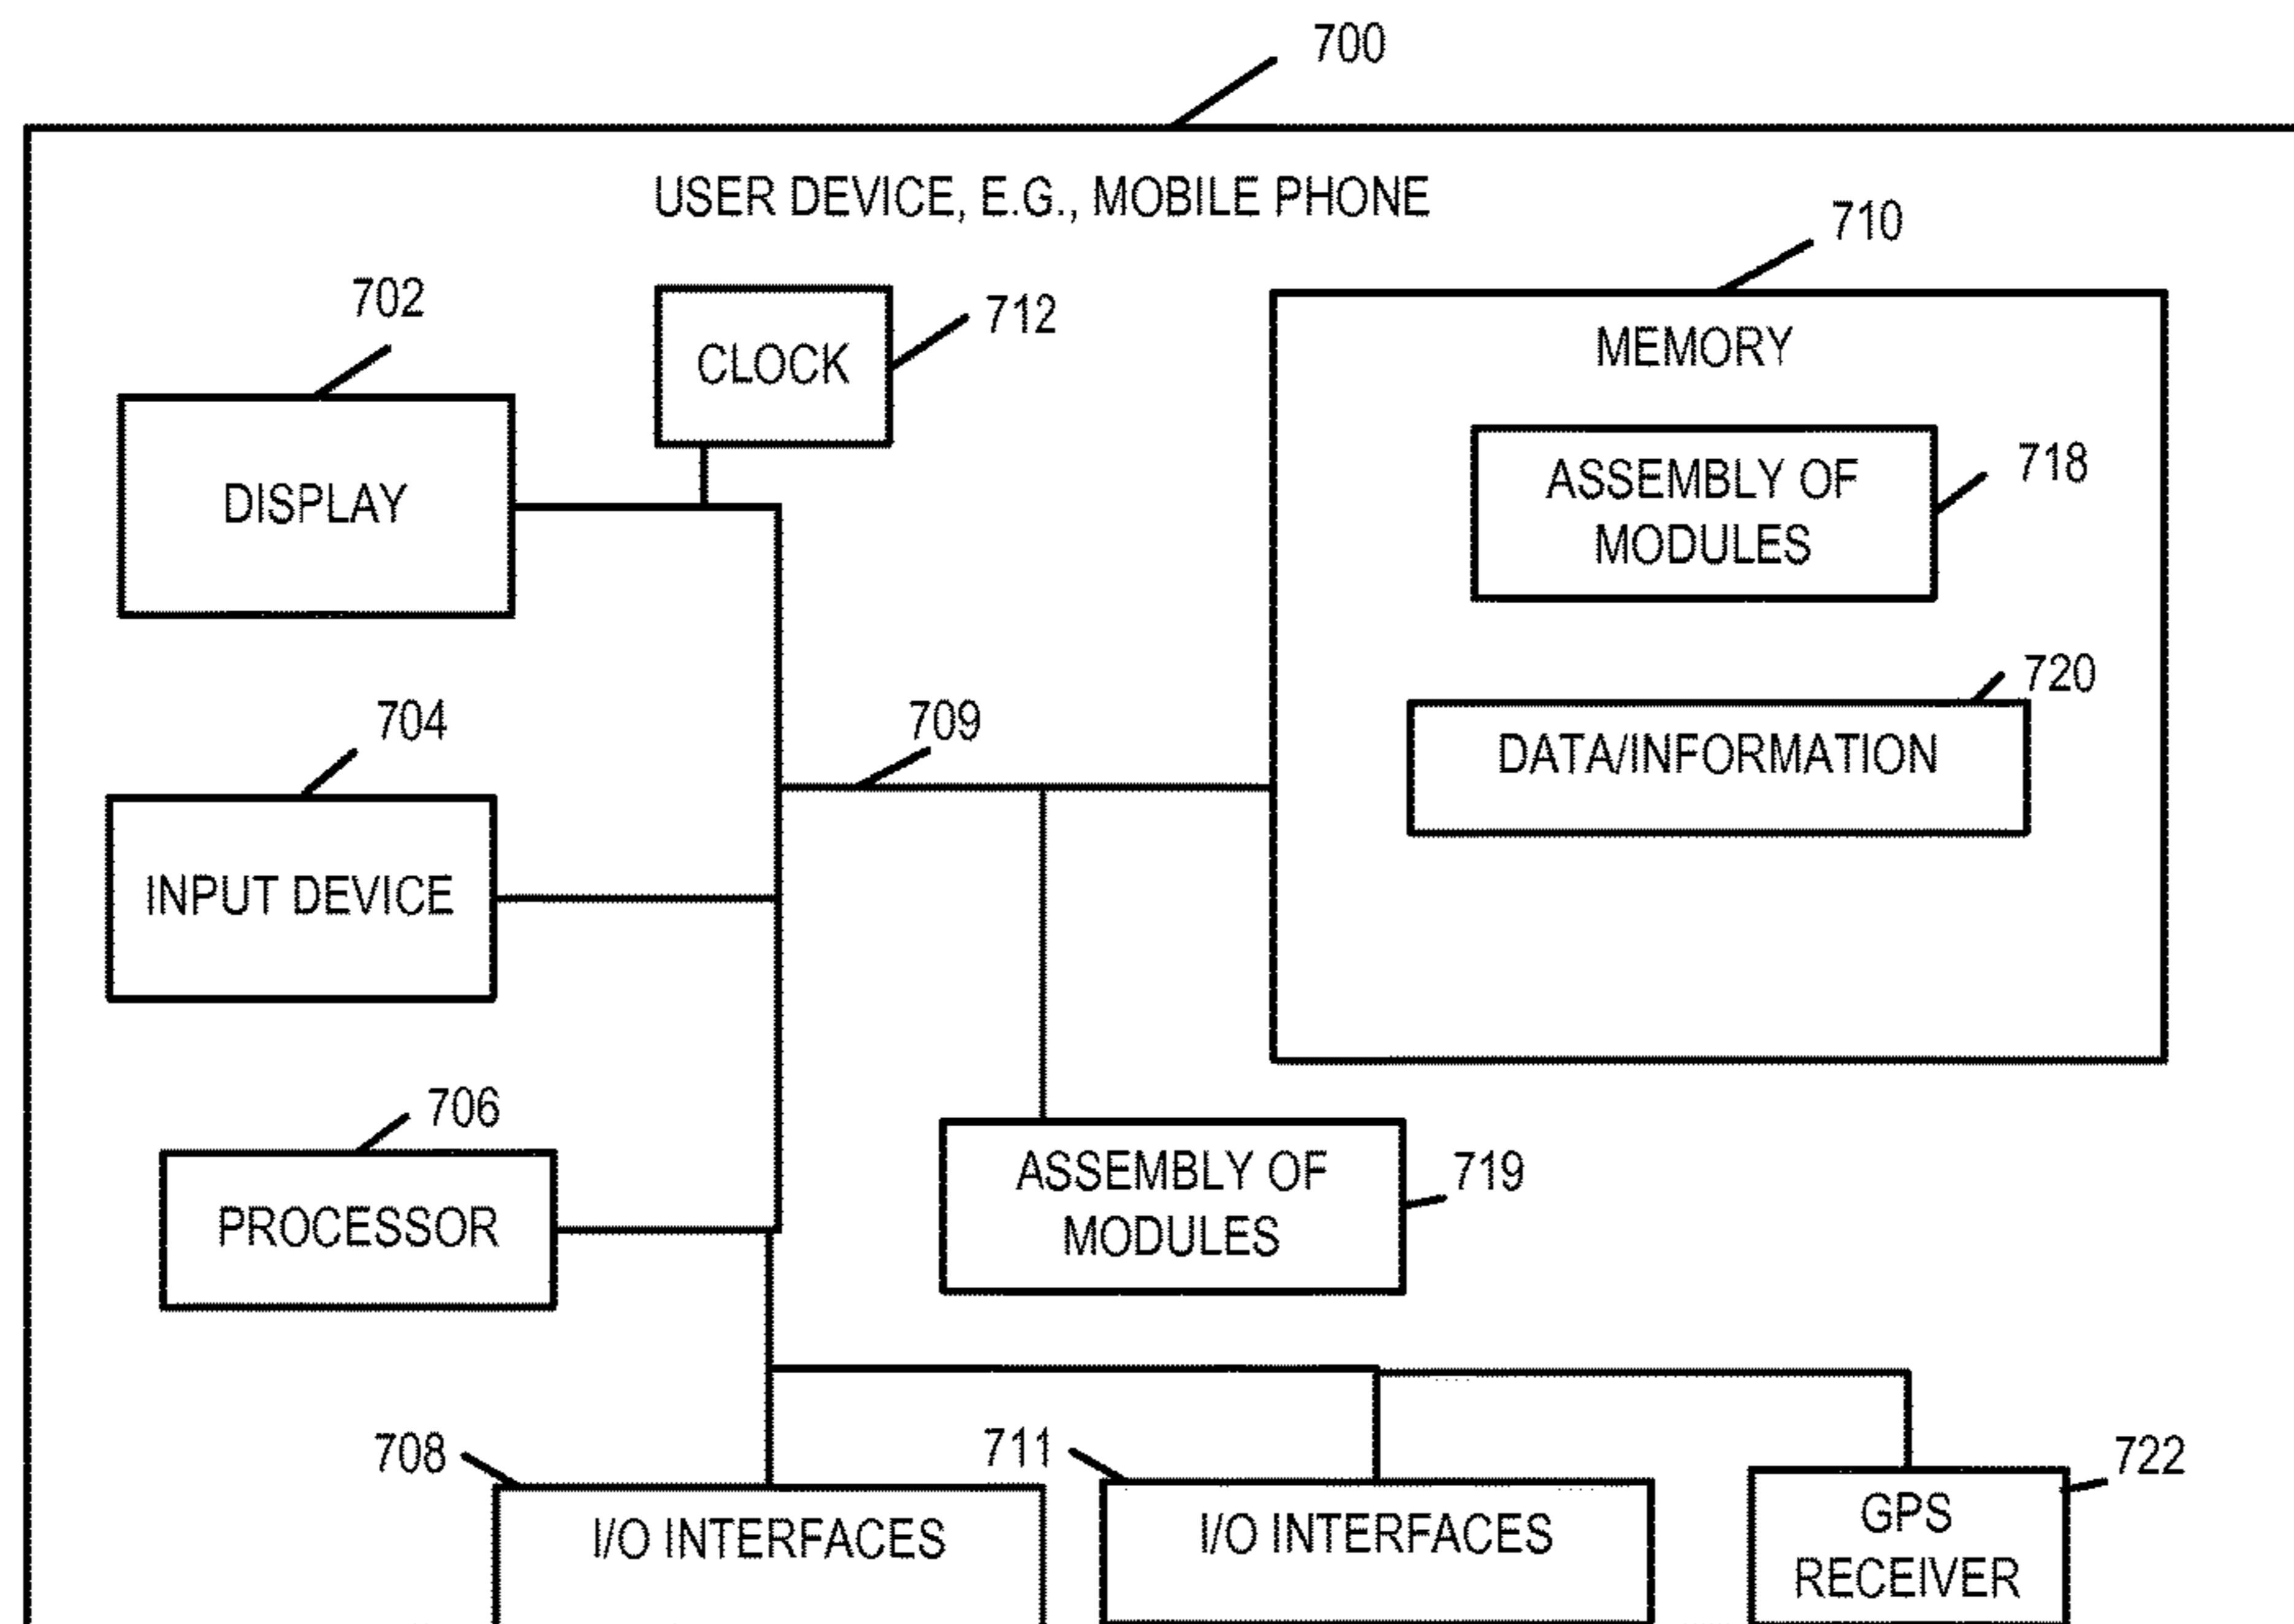 700
USER DEVICE, E.G., MOBILE PHONE
710
702
712
CLOCK
MEMORY
DISPLAY
ASSEMBLY OF
MODULES
718
720
704
709
DATA/INFORMATION
INPUT DEVICE
706
PROCESSOR
ASSEMBLY OF
MODULES
719
708
711
722
I/O INTERFACES
I/O INTERFACES
GPS
RECEIVER